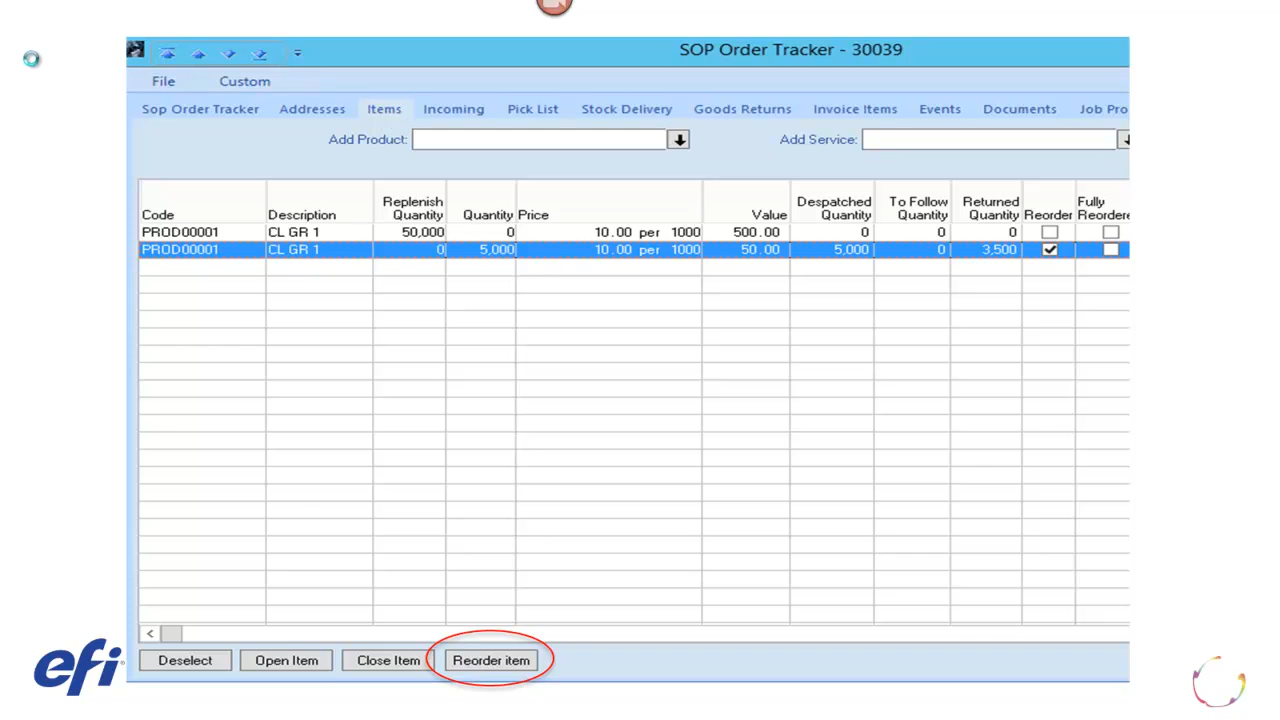 SOP Order Tracker - 30039
File Custom
Sop Order Tracker Addresses Items Incoming Pick List Stock Delivery Goods Returns Invoice Items Events Documents Job Pro
Add Product: Add Service:
Replenish Despatched To Follow Returned Fully
Code Description Quantity Quantity Price Value Quantity Quantity Quantity Reorder Reordere
PROD00001 CL GR 1 50,000 0 10.00 per 1000 500.00 0 0 0
PROD00001 CL GR 1 0 5,000 10.00 per 1000 50.00 5,000 0 3,500
Deselect Open Item Close Item Reorder item
efi